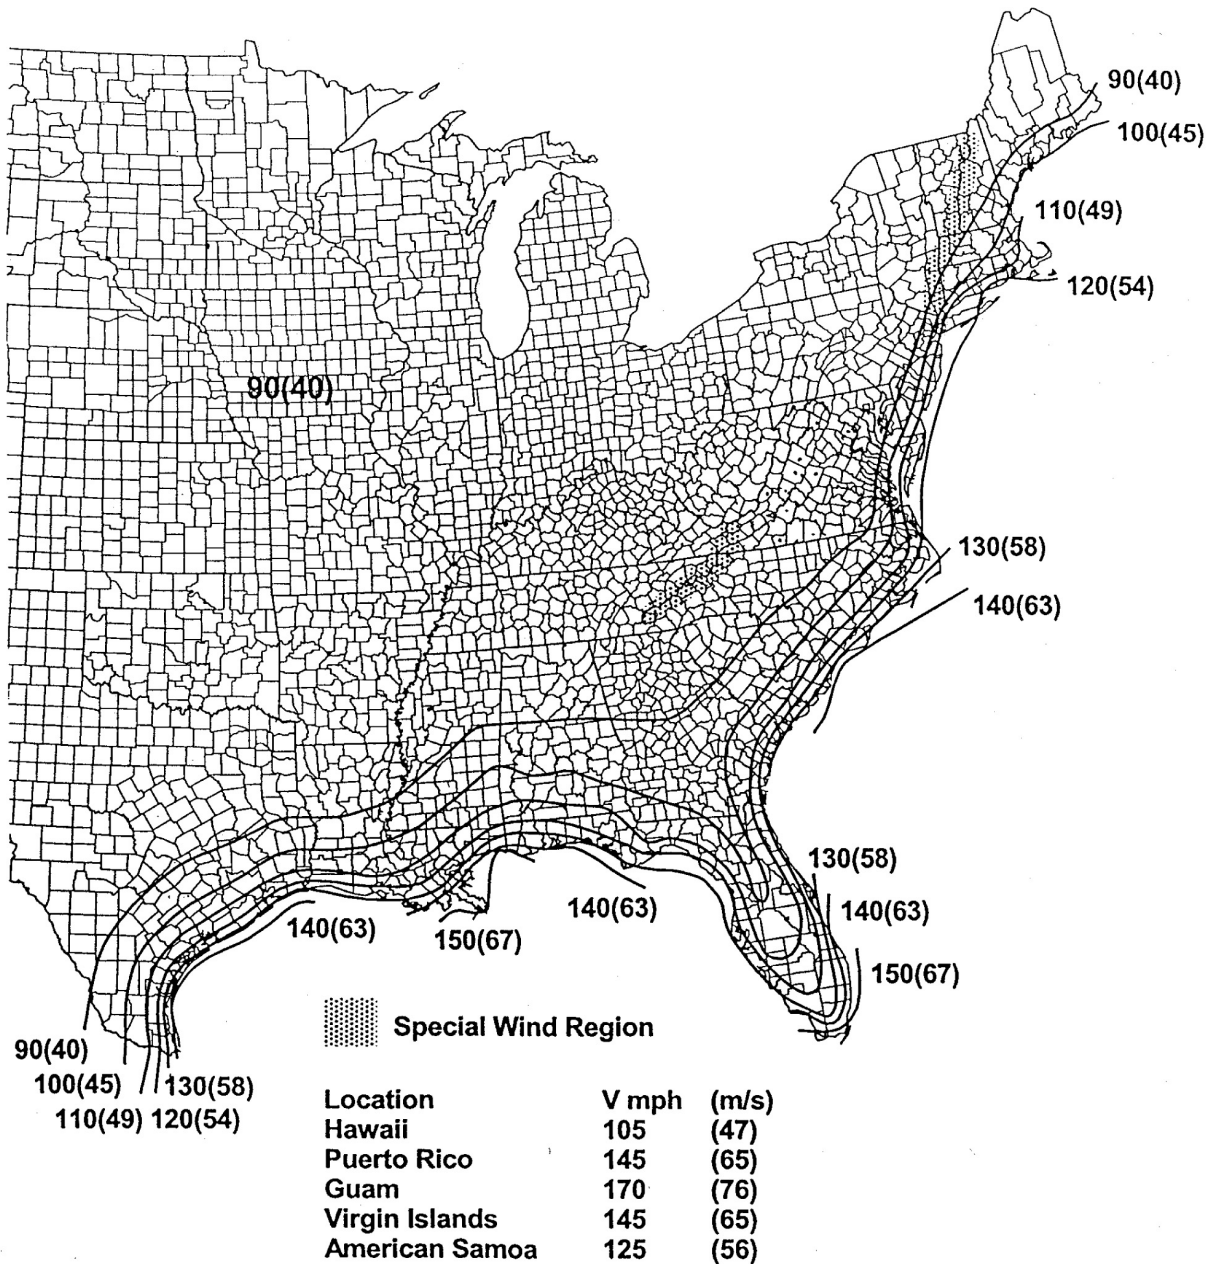 90(40)
100(45)
110(49)
120(54)
90(40)
130(58)
140(63)
130(58)
140(63)
140(63)
140(63)
150(67)
150(67)
Special Wind Region
90(40)
100(45)
130(58)
110(49) 120(54)
Location V mph (m/s)
Hawaii 105 (47)
Puerto Rico 145 (65)
Guam 170 (76)
Virgin Islands 145 (65)
American Samoa 125 (56)